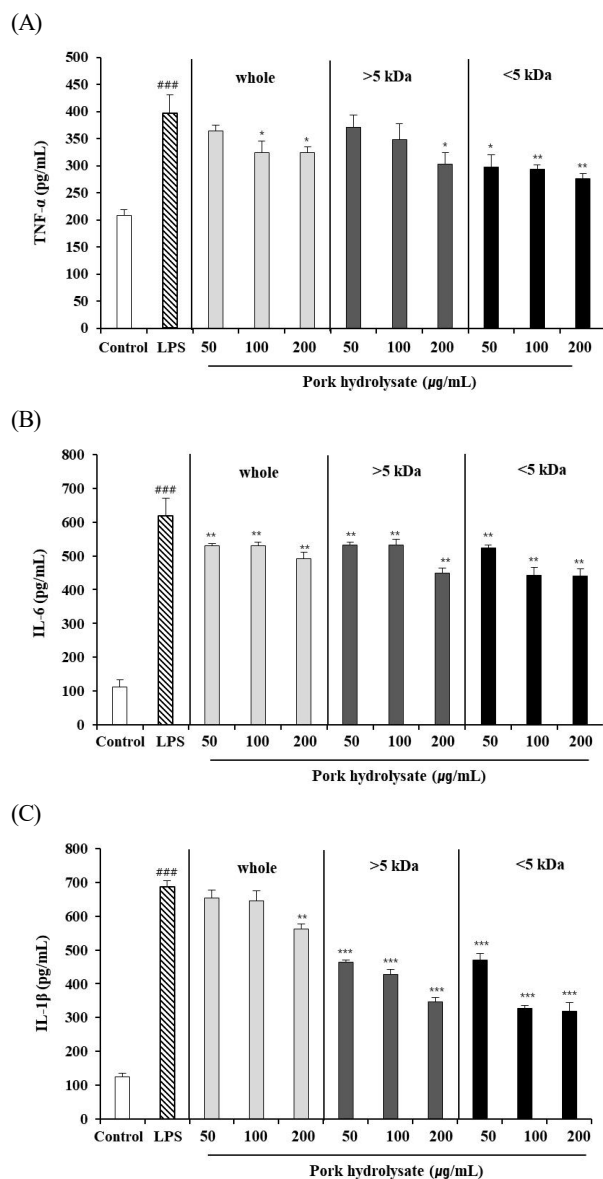 (A)
500
450
400
350
300
250
200
150
100
50
0
TNF-α (pg/mL)
###
whole
>5 kDa
<5 kDa
* * * * ** **
Control LPS 50 100 200 50 100 200 50 100 200
Pork hydrolysate (μg/mL)
(B)
800
700
600
500
400
300
200
100
0
IL-6 (pg/mL)
###
whole
>5 kDa
<5 kDa
** ** ** ** ** ** ** ** **
Control LPS 50 100 200 50 100 200 50 100 200
Pork hydrolysate (μg/mL)
(C)
800
700
600
500
400
300
200
100
0
IL-1β (pg/mL)
###
whole
>5 kDa
<5 kDa
** *** *** *** *** *** ***
Control LPS 50 100 200 50 100 200 50 100 200
Pork hydrolysate (μg/mL)